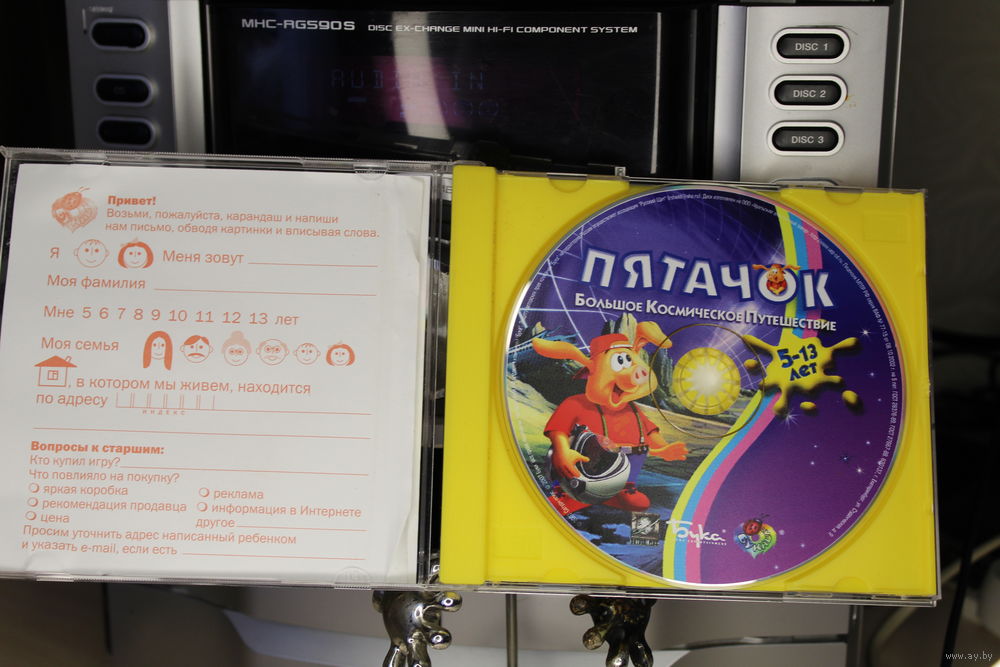 MHC-RG590S DISC EX-CHANGE MINI HI-FI COMPONENT SYSTEM
DISC 1
DISC 2
DISC 3
AUDIO IN
Привет!
Возьми, пожалуйста, карандаш и напиши
нам письмо, обводя картинки и вписывая слова.
Я Меня зовут
Моя фамилия
Мне 5 6 7 8 9 10 11 12 13 лет
Моя семья
, в котором мы живем, находится
по адресу
ИНДЕКС
Вопросы к старшим:
Кто купил игру?
Что повлияло на покупку?
яркая коробка
рекомендация продавца
цена
реклама
информация в Интернете
другое
Просим уточнить адрес написанный ребенком
и указать e-mail, если есть
ПЯТАЧОК
Большое Космическое Путешествие
5-13
лет
Бука
www.ay.by